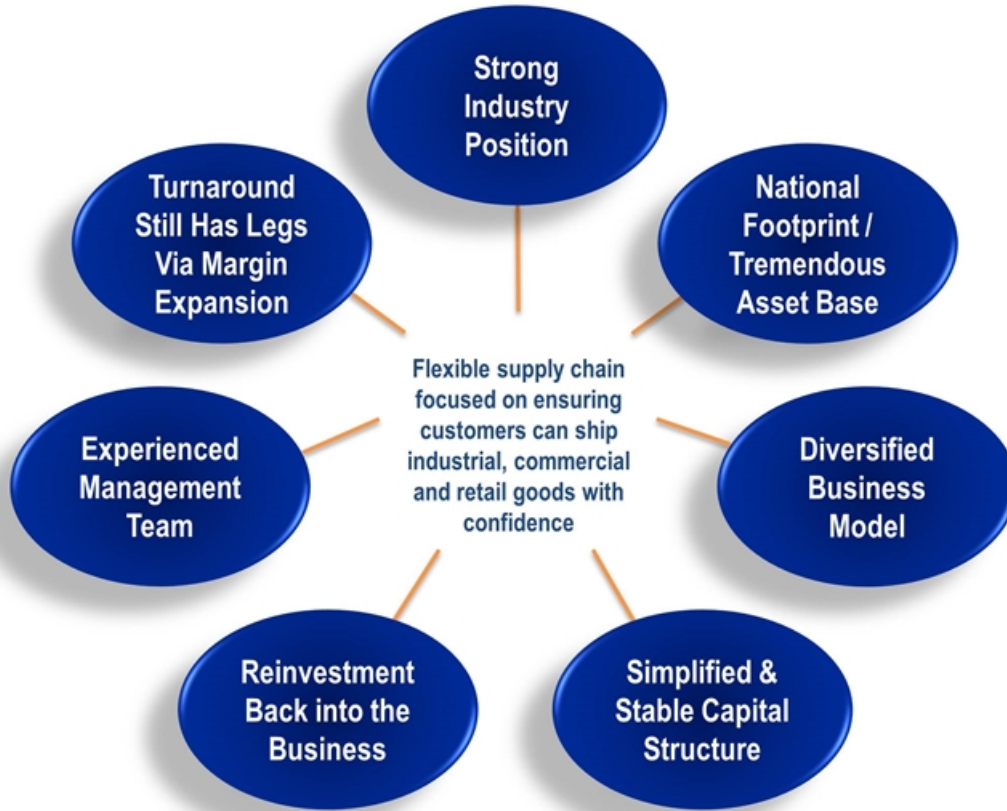 Strong
Industry
Position
National
Footprint /
Tremendous
Asset Base
Diversified
Business
Model
Simplified &
Stable Capital
Structure
Reinvestment
Back into the
Business
Experienced
Management
Team
Turnaround
Still Has Legs
Via Margin
Expansion
Flexible supply chain
focused on ensuring
customers can ship
industrial, commercial
and retail goods with
confidence